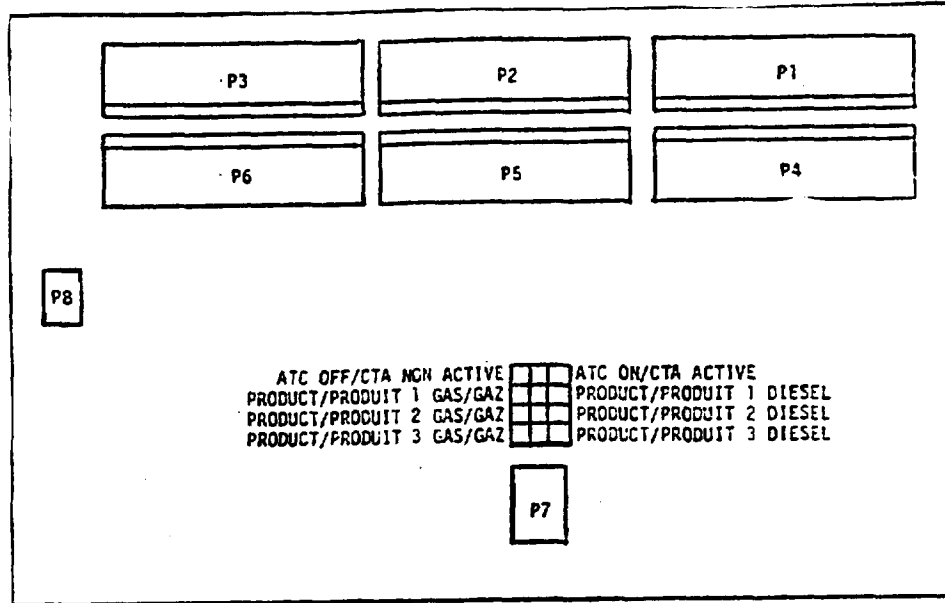 P3 P2 P1
P6 P5 P4
P8
ATC OFF/CTA NON ACTIVE ATC ON/CTA ACTIVE
PRODUCT/PRODUIT 1 GAS/GAZ PRODUCT/PRODUIT 1 DIESEL
PRODUCT/PRODUIT 2 GAS/GAZ PRODUCT/PRODUIT 2 DIESEL
PRODUCT/PRODUIT 3 GAS/GAZ PRODUCT/PRODUIT 3 DIESEL
P7